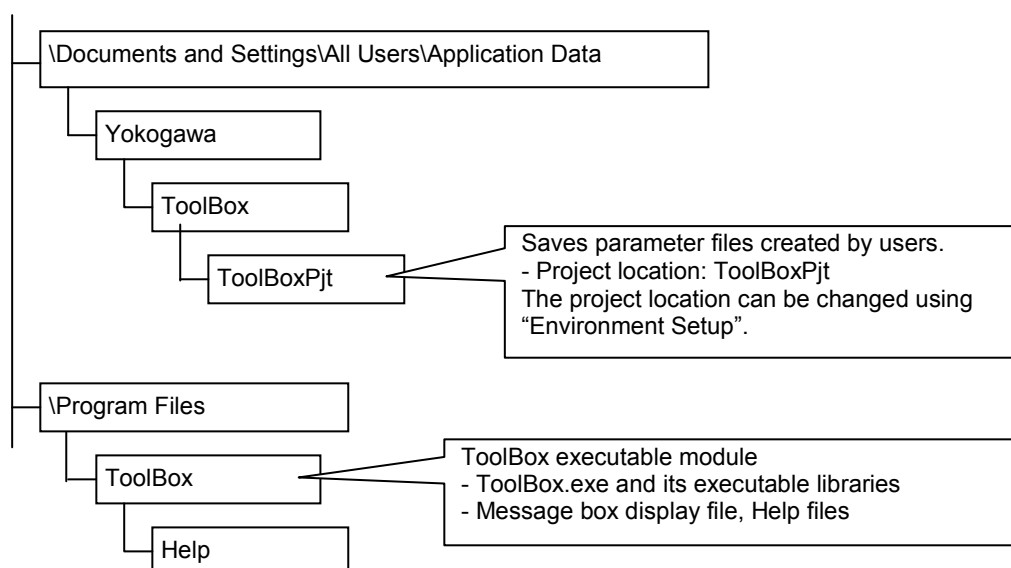 \Documents and Settings\All Users\Application Data
Yokogawa
ToolBox
ToolBoxPjt
Saves parameter files created by users.
- Project location: ToolBoxPjt
The project location can be changed using
“Environment Setup”.
\Program Files
ToolBox
ToolBox executable module
- ToolBox.exe and its executable libraries
- Message box display file, Help files
Help